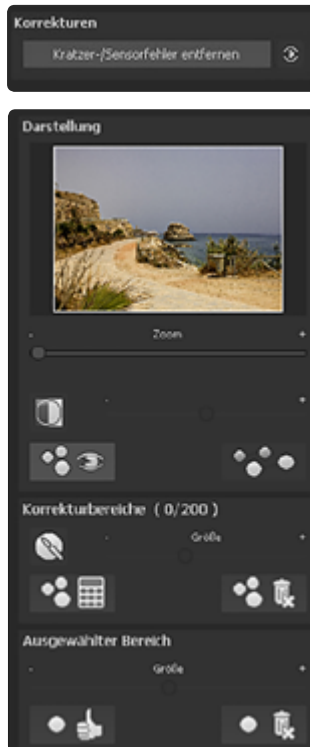 Korrekturen
Kratzer-/Sensorfehler entfernen
Darstellung
- Zoom +
- +
Korrekturbereiche ( 0/200 )
- Größe +
Ausgewählter Bereich
- Größe +